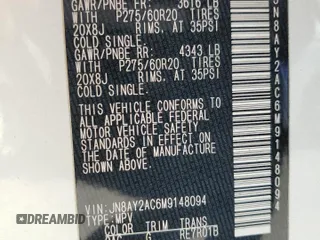 GAWR/PNBE FR: 3616 LB
WITH P275/60R20 TIRES
20X8J RIMS, AT 35PSI
COLD SINGLE
GAWR/PNBE RR: 4343 LB
WITH P275/60R20 TIRES
20X8J RIMS, AT 35PSI
COLD SINGLE
THIS VEHICLE CONFORMS TO
ALL APPLICABLE FEDERAL
MOTOR VEHICLE SAFETY
STANDARDS IN EFFECT ON THE
DATE OF MANUFACTURE
SHOWN ABOVE.
VIN: JN8AY2AC6M9148094
TYPE: MPV
COLOR TRIM TRANS
G RE7R01B
JN8AY2AC6M9148094
DREAMBID.COM